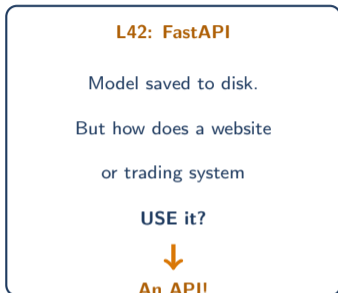 L42: FastAPI
Model saved to disk.
But how does a website
or trading system
USE it?
An API!